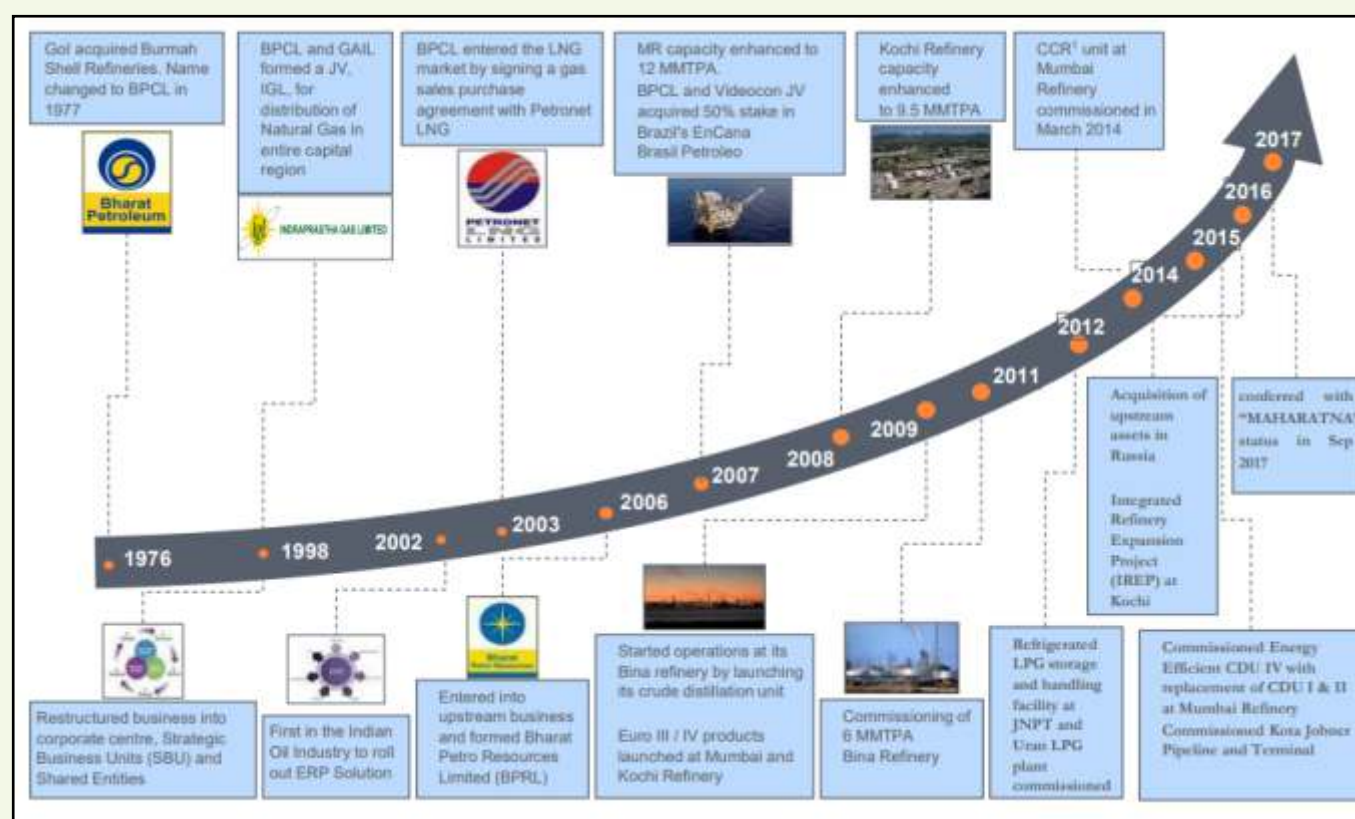 GoI acquired Burmah
Shell Refineries. Name
changed to BPCL in
1977
Bharat
Petroleum
BPCL and GAIL
formed a JV,
IGL, for
distribution of
Natural Gas in
entire capital
region
INDRAPRASTHA GAS LIMITED
BPCL entered the LNG
market by signing a gas
sales purchase
agreement with Petronet
LNG
PETRONET
LNG
LIMITED
MR capacity enhanced to
12 MMTPA.
BPCL and Videocon JV
acquired 50% stake in
Brazil's EnCana
Brasil Petroleo
Kochi Refinery
capacity
enhanced
to 9.5 MMTPA
CCR¹ unit at
Mumbai
Refinery
commissioned in
March 2014
2017
2016
2015
2014
2012
2011
2009
2008
2007
2006
2003
2002
1998
1976
Restructured business into
corporate centre, Strategic
Business Units (SBU) and
Shared Entities
First in the Indian
Oil Industry to roll
out ERP Solution
Bharat
Petro Resources
Entered into
upstream business
and formed Bharat
Petro Resources
Limited (BPRL)
Started operations at its
Bina refinery by launching
its crude distillation unit
Euro III / IV products
launched at Mumbai and
Kochi Refinery
Commissioning of
6 MMTPA
Bina Refinery
Refrigerated
LPG storage
and handling
facility at
JNPT and
Uran LPG
plant
commissioned
Acquisition of
upstream
assets in
Russia
Integrated
Refinery
Expansion
Project
(IREP) at
Kochi
conferred with
"MAHARATNA"
status in Sep
2017
Commissioned Energy
Efficient CDU IV with
replacement of CDU I & II
at Mumbai Refinery
Commissioned Kota Jobner
Pipeline and Terminal